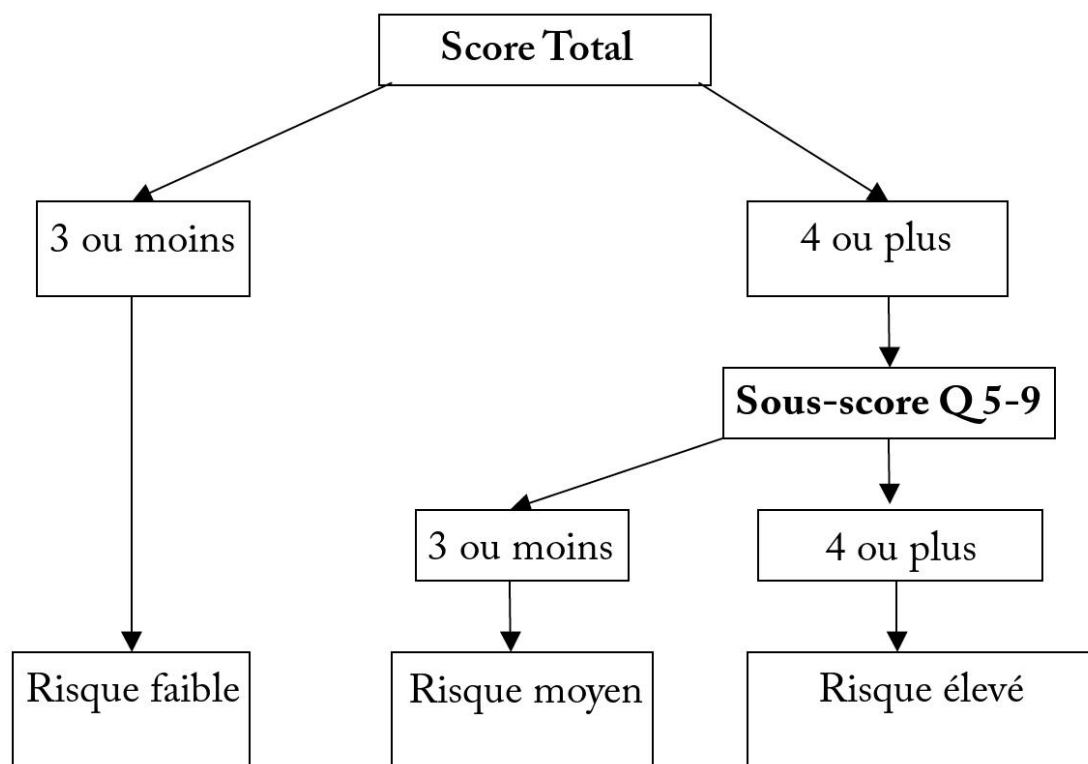 Score Total
3 ou moins
4 ou plus
Sous-score Q 5-9
3 ou moins
4 ou plus
Risque faible
Risque moyen
Risque élevé